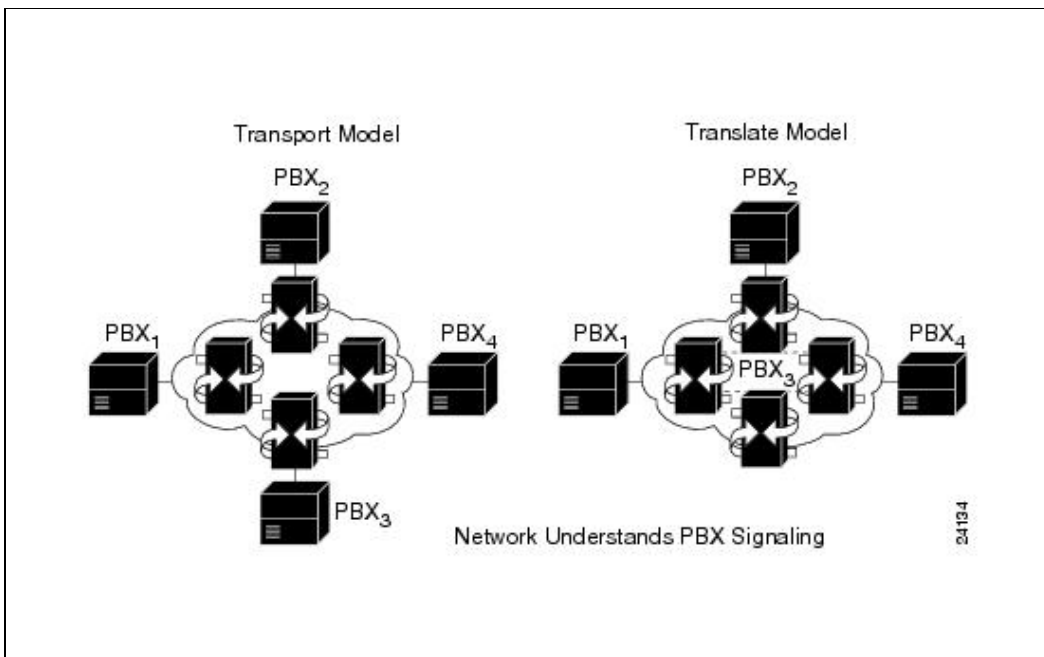 Transport Model
PBX2
PBX1
PBX4
PBX3
Translate Model
PBX2
PBX1
PBX3
PBX4
Network Understands PBX Signaling
24134